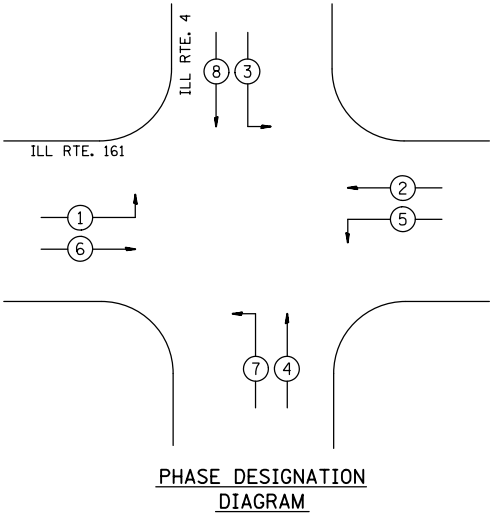 ILL RTE. 4
8 3
ILL RTE. 161
2
1
5
6
7 4
PHASE DESIGNATION
DIAGRAM